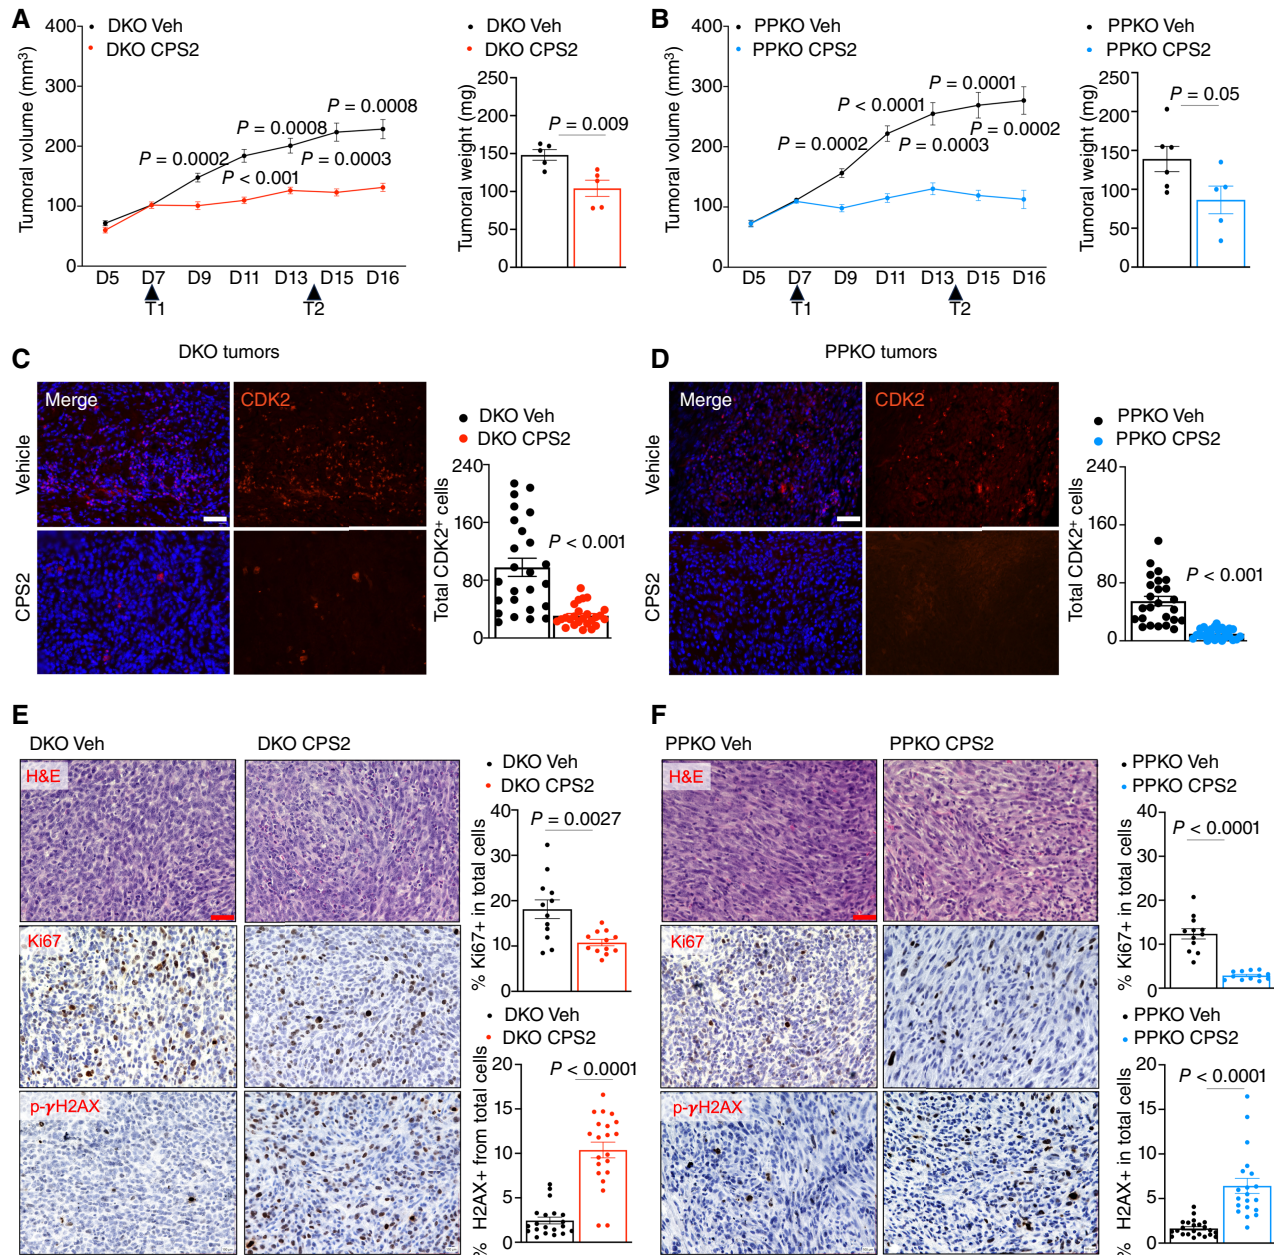 A
DKO Veh
DKO CPS2
Tumoral volume (mm³)
400
300
200
100
0
P = 0.0002
P = 0.0008
P < 0.001
P = 0.0008
P = 0.0003
D5 D7 D9 D11 D13 D15 D16
T1 T2
DKO Veh
DKO CPS2
Tumoral weight (mg)
250
200
150
100
50
0
P = 0.009
B
PPKO Veh
PPKO CPS2
Tumoral volume (mm³)
400
300
200
100
0
P = 0.0002
P < 0.0001
P = 0.0003
P = 0.0001
P = 0.0002
D5 D7 D9 D11 D13 D15 D16
T1 T2
PPKO Veh
PPKO CPS2
Tumoral weight (mg)
250
200
150
100
50
0
P = 0.05
C
DKO tumors
Merge
CDK2
Vehicle
CPS2
DKO Veh
DKO CPS2
Total CDK2⁺ cells
240
160
80
0
P < 0.001
D
PPKO tumors
Merge
CDK2
Vehicle
CPS2
PPKO Veh
PPKO CPS2
Total CDK2⁺ cells
240
160
80
0
P < 0.001
E
DKO Veh
DKO CPS2
H&E
Ki67
p-γH2AX
DKO Veh
DKO CPS2
% Ki67+ in total cells
40
30
20
10
0
P = 0.0027
DKO Veh
DKO CPS2
% H2AX+ from total cells
20
15
10
5
0
P < 0.0001
F
PPKO Veh
PPKO CPS2
H&E
Ki67
p-γH2AX
PPKO Veh
PPKO CPS2
% Ki67+ in total cells
40
30
20
10
0
P < 0.0001
PPKO Veh
PPKO CPS2
% H2AX+ in total cells
20
15
10
5
0
P < 0.0001